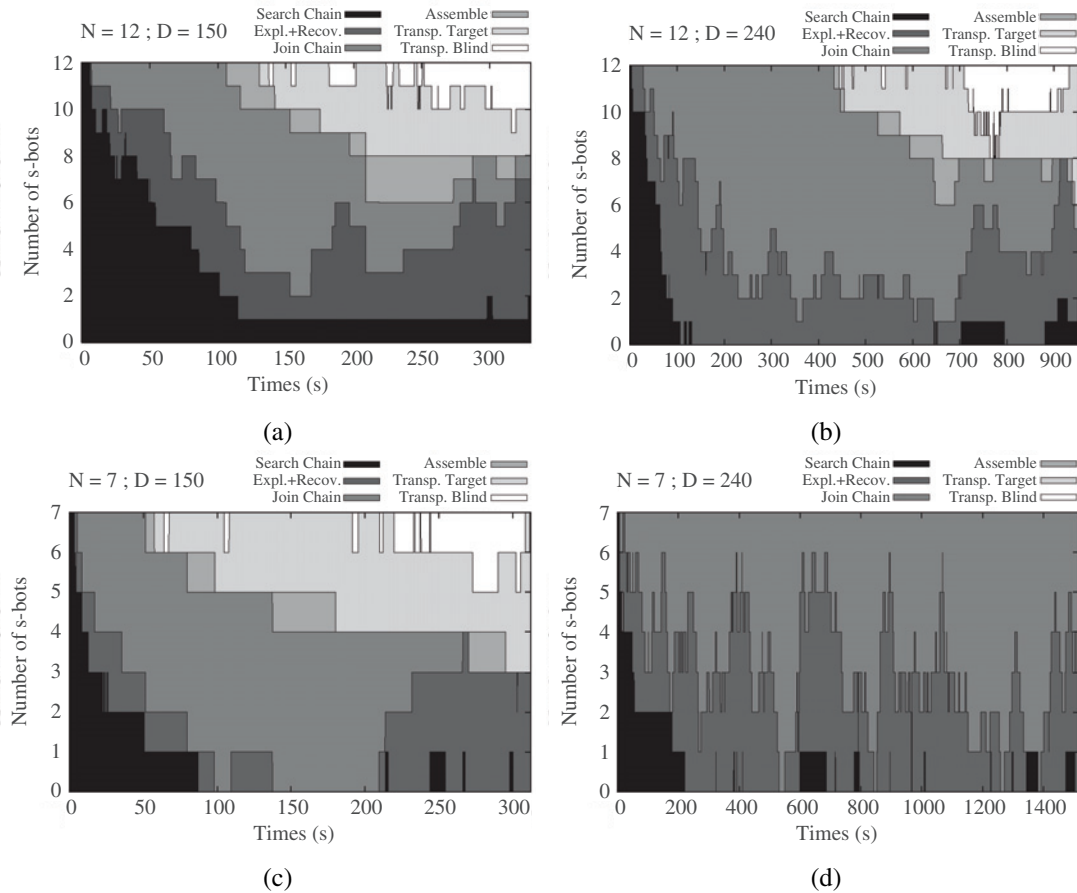 N = 12 ; D = 150
Search Chain
Expl.+Recov.
Join Chain
Assemble
Transp. Target
Transp. Blind
Number of s-bots
12
10
8
6
4
2
0
0 50 100 150 200 250 300
Times (s)
(a)
N = 12 ; D = 240
Search Chain
Expl.+Recov.
Join Chain
Assemble
Transp. Target
Transp. Blind
Number of s-bots
12
10
8
6
4
2
0
0 100 200 300 400 500 600 700 800 900
Times (s)
(b)
N = 7 ; D = 150
Search Chain
Expl.+Recov.
Join Chain
Assemble
Transp. Target
Transp. Blind
Number of s-bots
7
6
5
4
3
2
1
0
0 50 100 150 200 250 300
Times (s)
(c)
N = 7 ; D = 240
Search Chain
Expl.+Recov.
Join Chain
Assemble
Transp. Target
Transp. Blind
Number of s-bots
7
6
5
4
3
2
1
0
0 200 400 600 800 1000 1200 1400
Times (s)
(d)